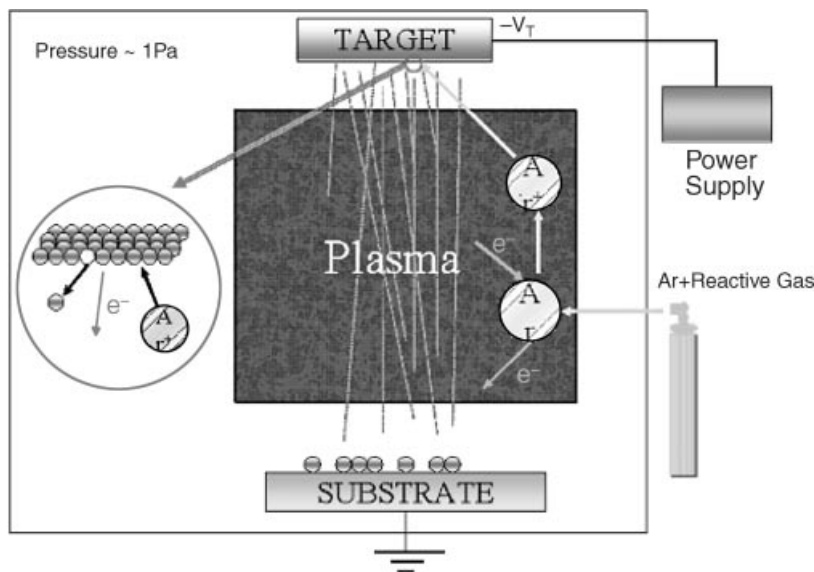 Pressure ~ 1Pa
TARGET
–V_T
Power
Supply
A
r⁺
Plasma
e⁻
Ar+Reactive Gas
A
r
e⁻
e⁻
A
r⁺
SUBSTRATE